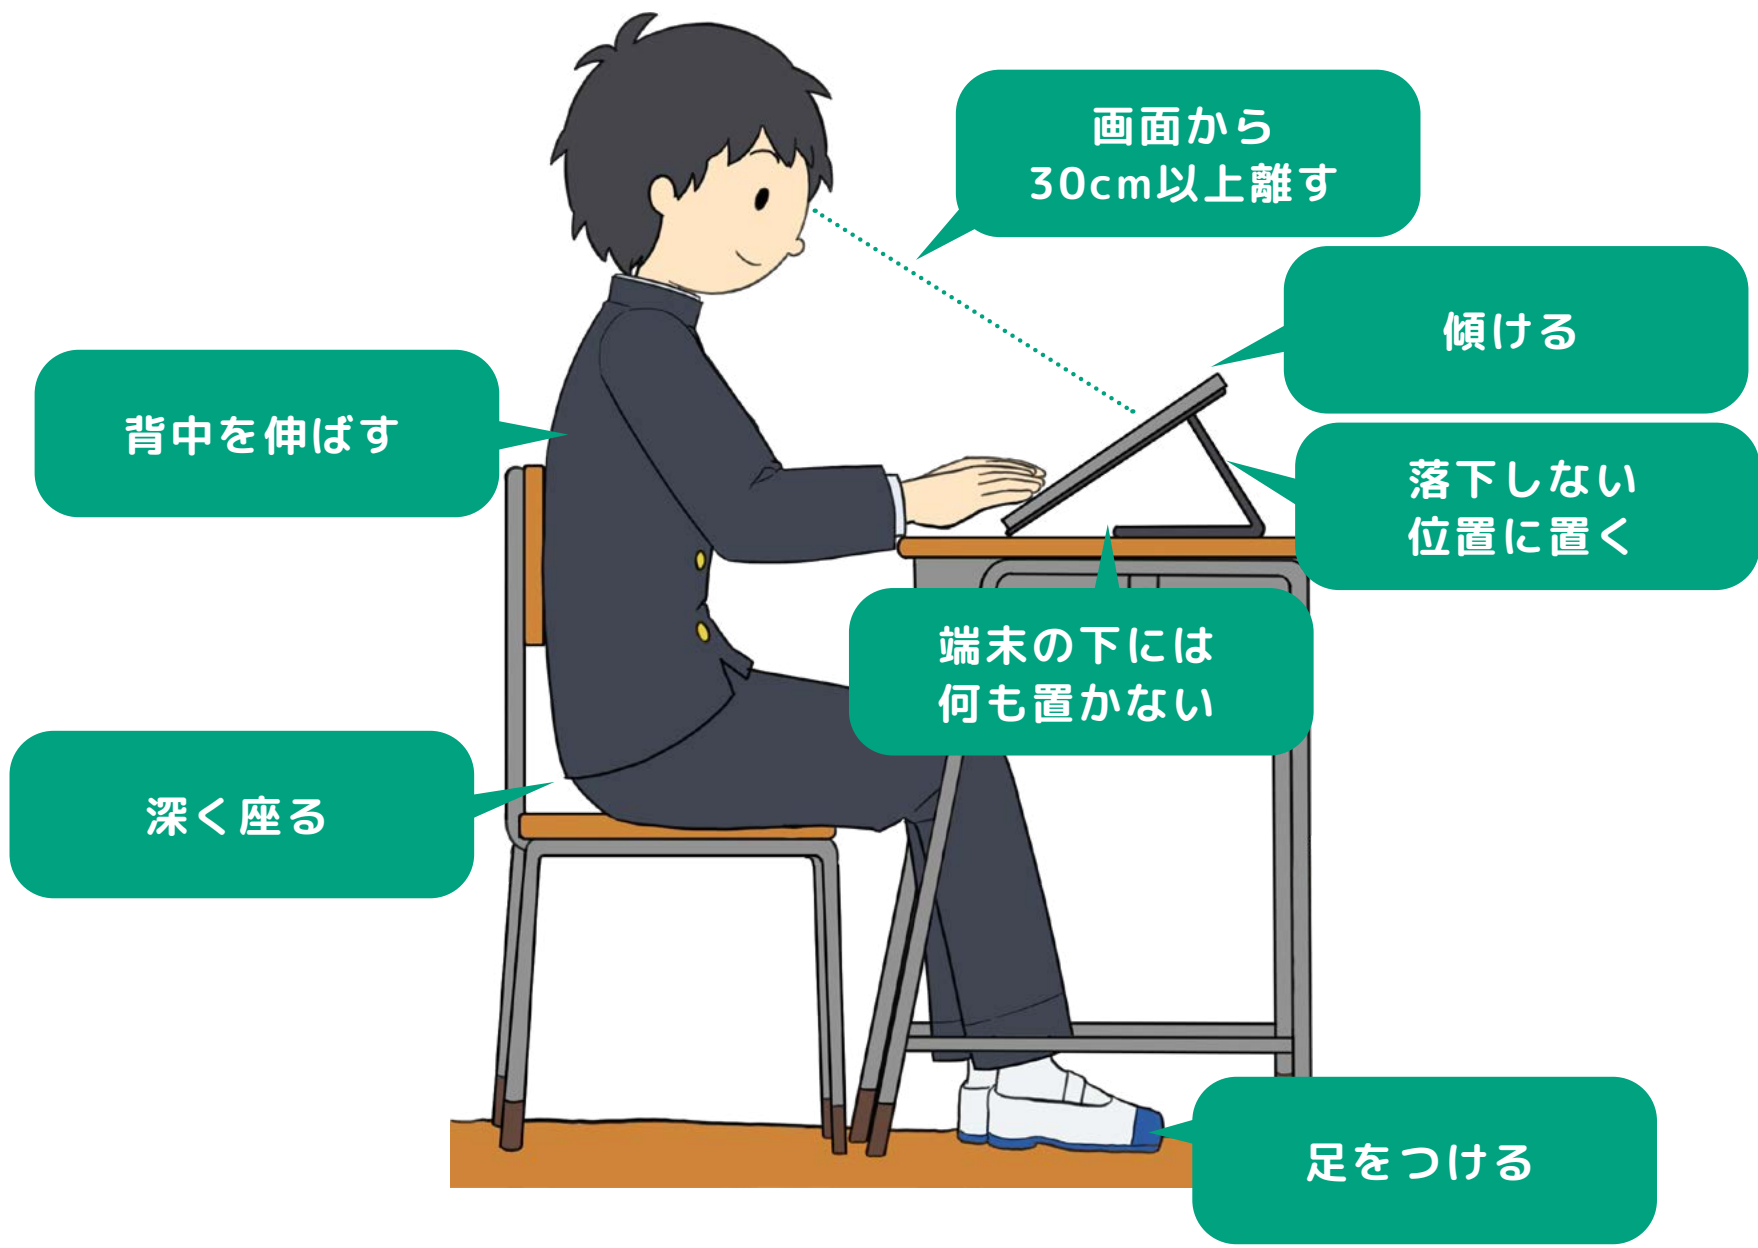 画面から
30cm以上離す
傾ける
背中を伸ばす
落下しない
位置に置く
端末の下には
何も置かない
深く座る
足をつける